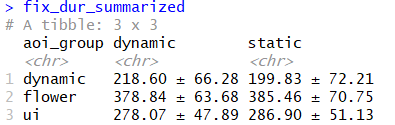 > fix_dur_summarized
# A tibble: 3 x 3
  aoi_group dynamic        static
  <chr>     <chr>          <chr>
1 dynamic   218.60 ± 66.28 199.83 ± 72.21
2 flower    378.84 ± 63.68 385.46 ± 70.75
3 ui        278.07 ± 47.89 286.90 ± 51.13